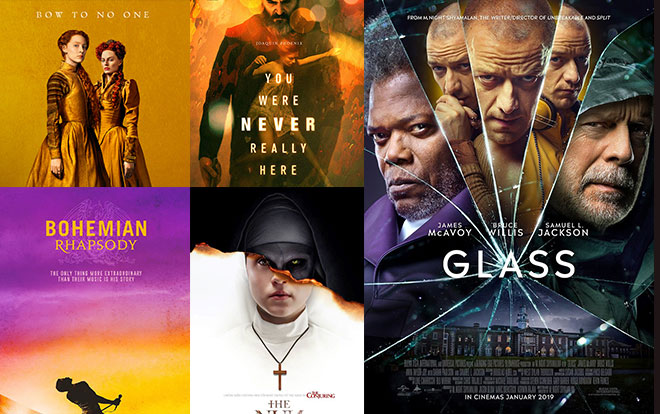 BOW TO NO ONE
JOAQUIN PHOENIX
YOU
WERE
NEVER
REALLY
HERE
FROM M. NIGHT SHYAMALAN, THE WRITER/DIRECTOR OF UNBREAKABLE AND SPLIT
JAMES
McAVOY
BRUCE
WILLIS
SAMUEL L.
JACKSON
GLASS
IN CINEMAS JANUARY 2019
BOHEMIAN
RHAPSODY
THE ONLY THING MORE EXTRAORDINARY
THAN THEIR MUSIC IS HIS STORY
THE CONJURING
THE
NUN